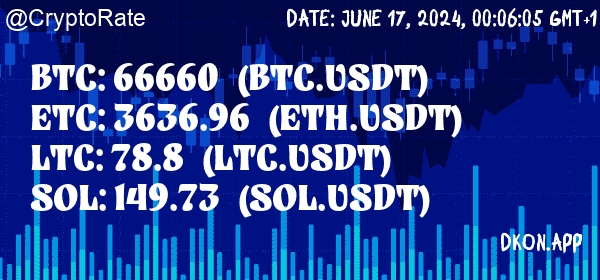 @CryptoRate
DATE: JUNE 17, 2024, 00:06:05 GMT+1
BTC: 66660 (BTC.USDT)
ETC: 3636.96 (ETH.USDT)
LTC: 78.8 (LTC.USDT)
SOL: 149.73 (SOL.USDT)
DKON.APP